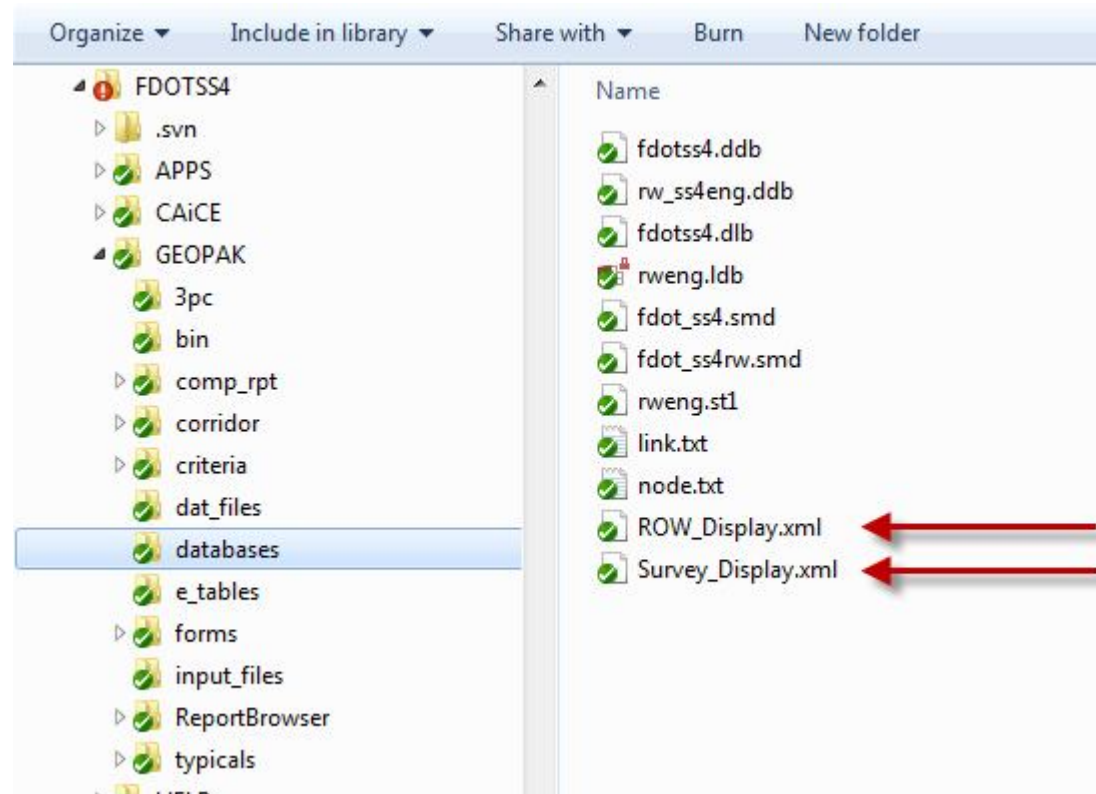 Organize Include in library Share with Burn New folder
FDOTSS4
.svn
APPS
CAiCE
GEOPAK
3pc
bin
comp_rpt
corridor
criteria
dat_files
databases
e_tables
forms
input_files
ReportBrowser
typicals
Name
fdotss4.ddb
rw_ss4eng.ddb
fdotss4.dlb
rweng.ldb
fdot_ss4.smd
fdot_ss4rw.smd
rweng.st1
link.txt
node.txt
ROW_Display.xml
Survey_Display.xml